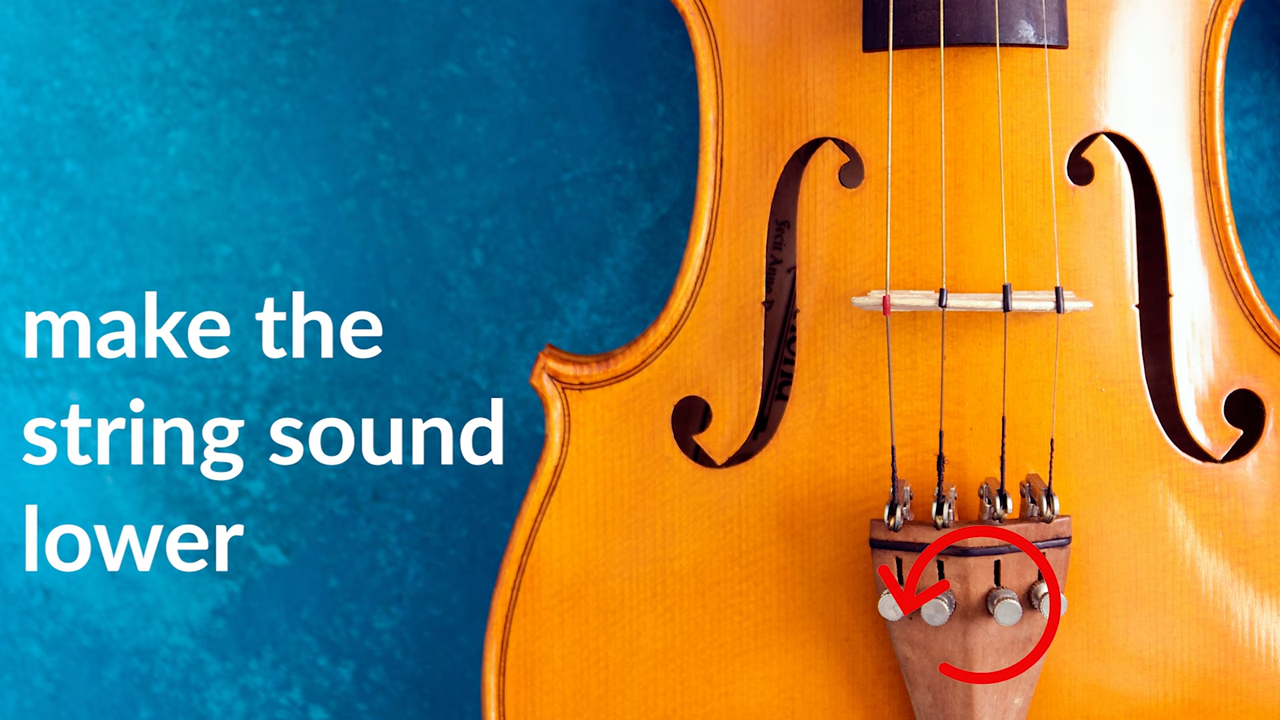 make the
string sound
lower